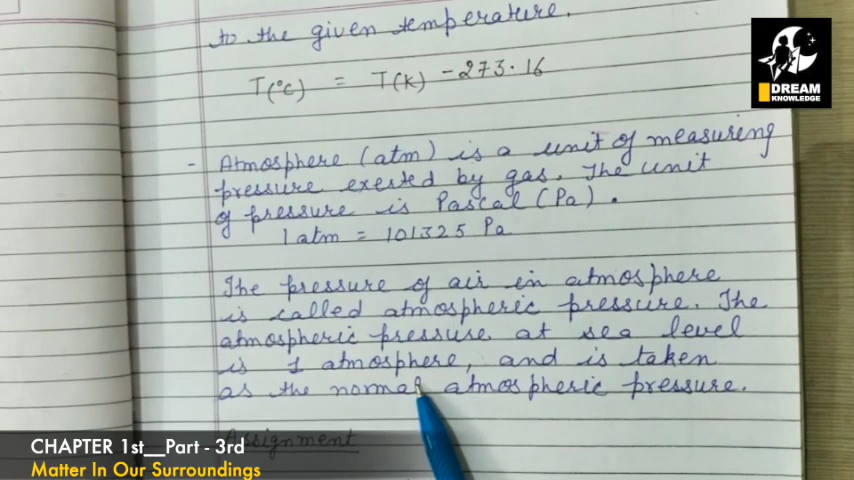 to the given temperature.
T(°C) = T(K) - 273.16
- Atmosphere (atm) is a unit of measuring
pressure exerted by gas. The unit
of pressure is Pascal (Pa).
1 atm = 101325 Pa
The pressure of air in atmosphere
is called atmospheric pressure. The
atmospheric pressure at sea level
is 1 atmosphere, and is taken
as the normal atmospheric pressure.
Assignment
DREAM
KNOWLEDGE
CHAPTER 1st__Part - 3rd
Matter In Our Surroundings